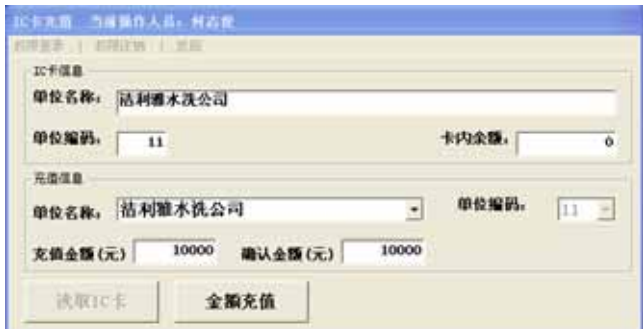 IC卡充值 当前操作人员：何志俊
IC卡信息
单位名称： 洁利雅水洗公司
单位编码： 11 卡内余额： 0
充值信息
单位名称： 洁利雅水洗公司 单位编码： 11
充值金额(元) 10000 确认金额(元) 10000
读取IC卡 金额充值